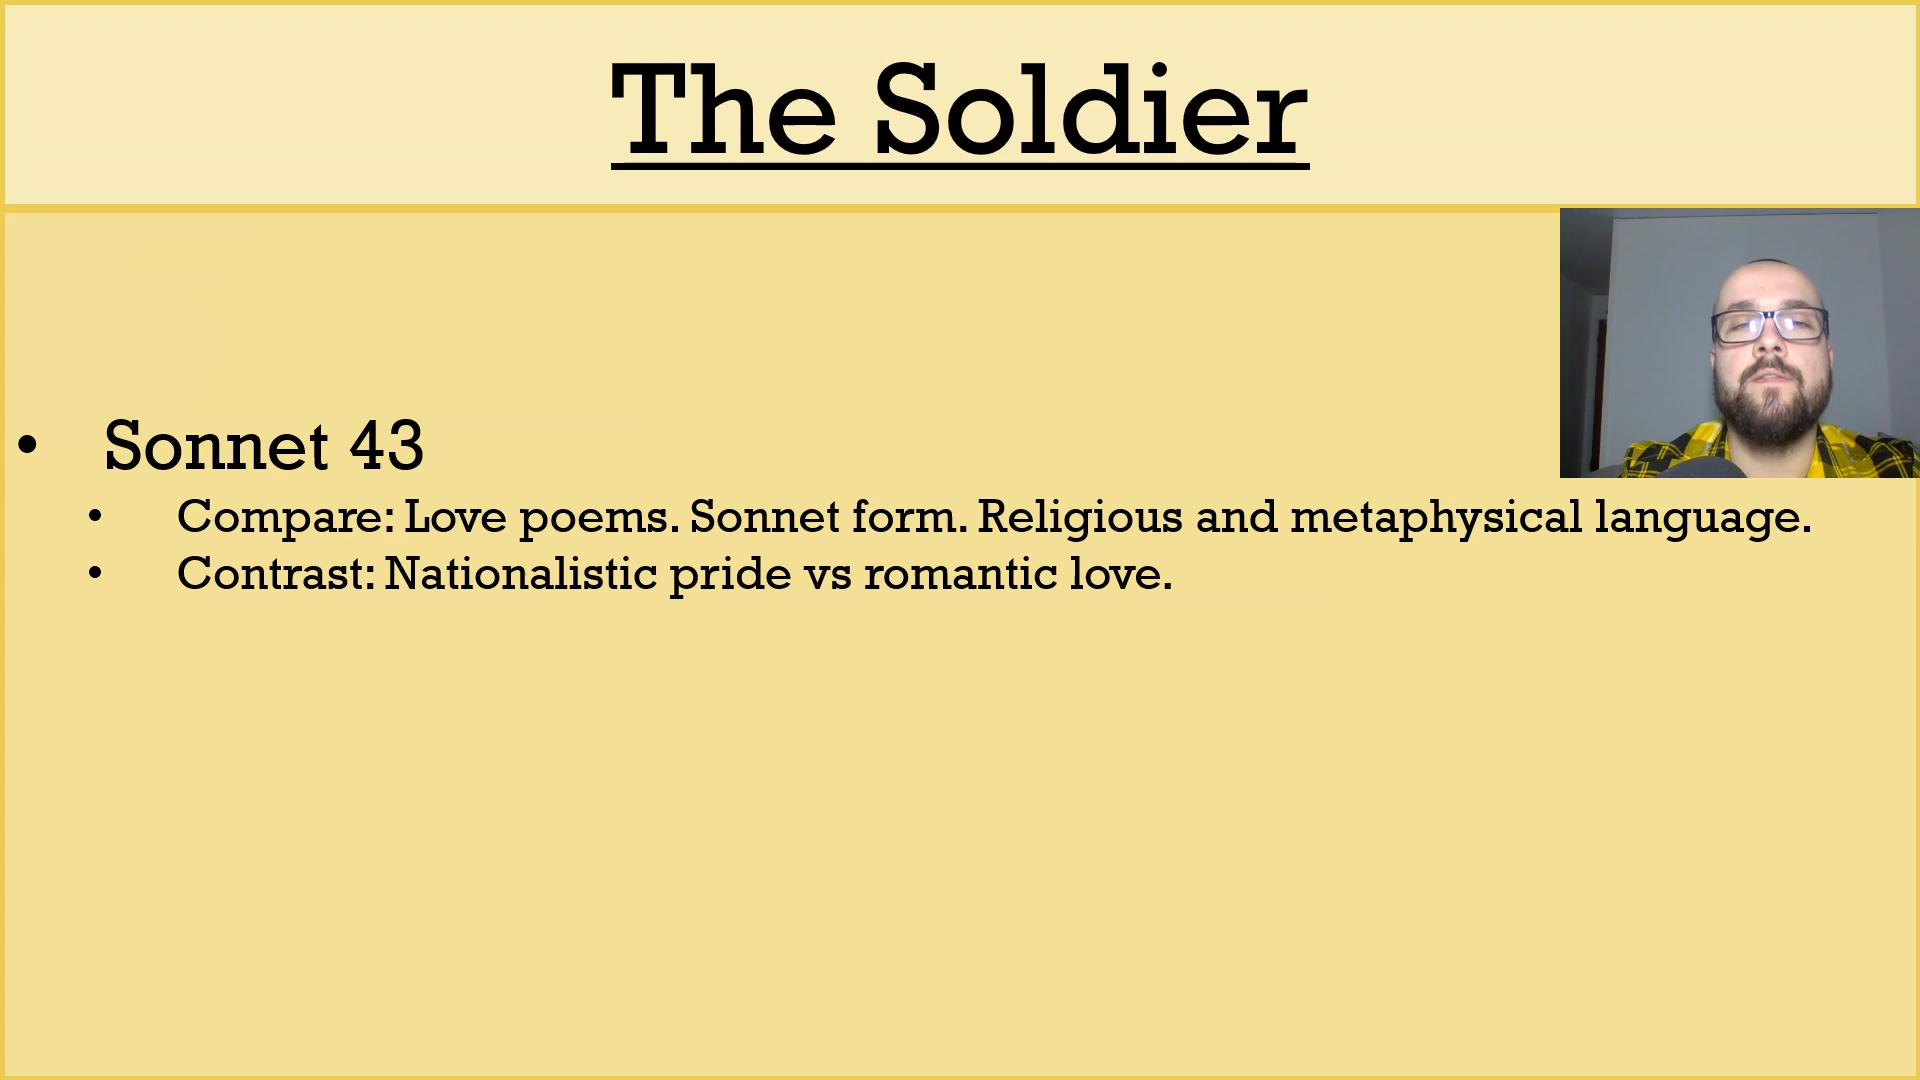 The Soldier
• Sonnet 43
• Compare: Love poems. Sonnet form. Religious and metaphysical language.
• Contrast: Nationalistic pride vs romantic love.